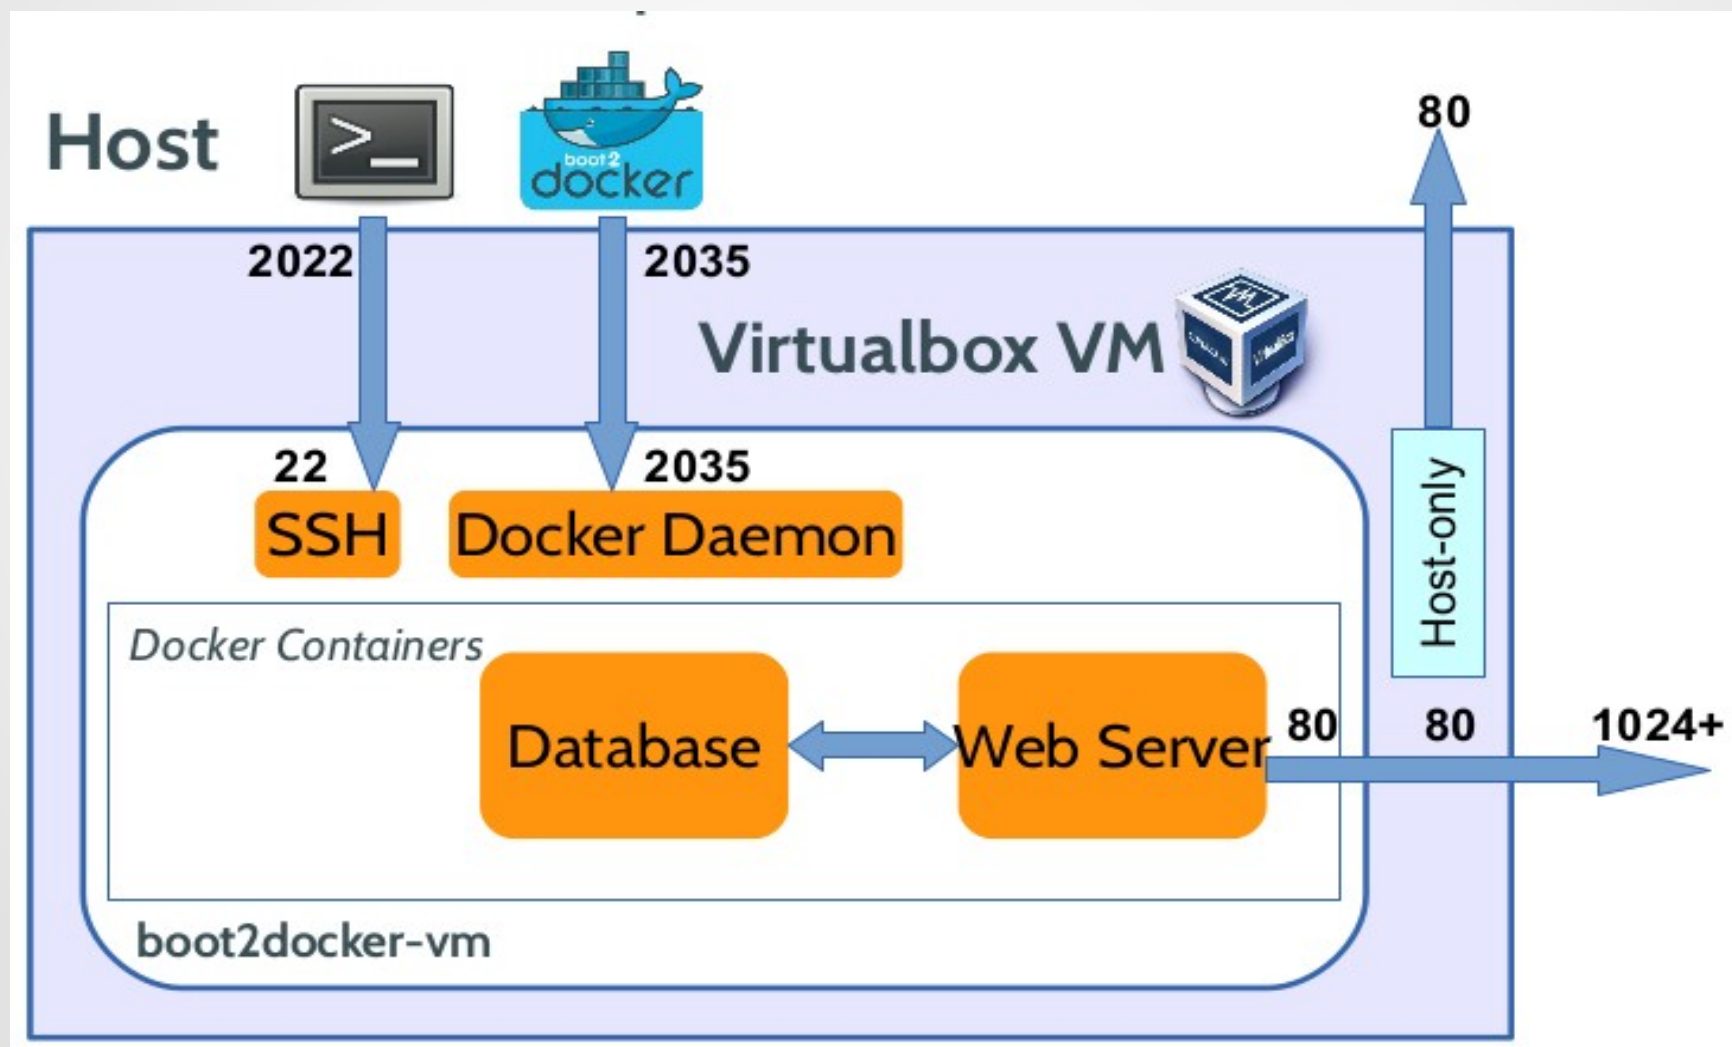 Host
>_
boot2
docker
80
2022
2035
Virtualbox VM
VirtualBox
22
2035
SSH
Docker Daemon
Host-only
Docker Containers
Database
Web Server
80
80
1024+
boot2docker-vm